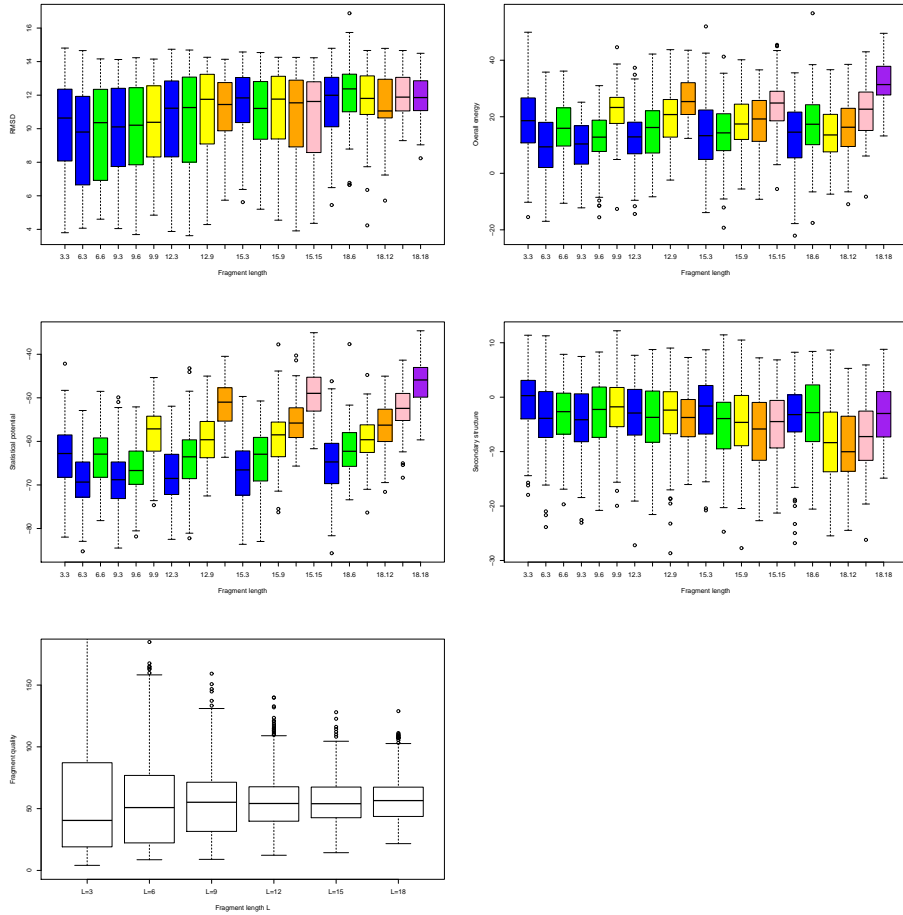 RMSD
16
14
12
10
8
6
4
3.3 6.3 6.6 9.3 9.6 9.9 12.3 12.9 15.3 15.9 15.15 18.6 18.12 18.18
Fragment length
Overall energy
40
20
0
−20
3.3 6.3 6.6 9.3 9.6 9.9 12.3 12.9 15.3 15.9 15.15 18.6 18.12 18.18
Fragment length
Statistical potential
−40
−50
−60
−70
−80
3.3 6.3 6.6 9.3 9.6 9.9 12.3 12.9 15.3 15.9 15.15 18.6 18.12 18.18
Fragment length
Secondary structure
10
0
−10
−20
−30
3.3 6.3 6.6 9.3 9.6 9.9 12.3 12.9 15.3 15.9 15.15 18.6 18.12 18.18
Fragment length
Fragment quality
150
100
50
0
L=3 L=6 L=9 L=12 L=15 L=18
Fragment length L